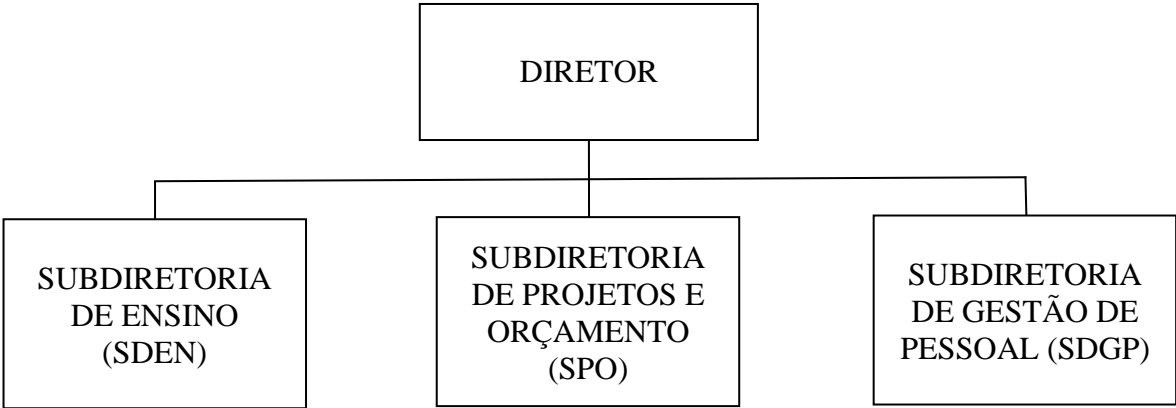 DIRETOR
SUBDIRETORIA
DE ENSINO
(SDEN)
SUBDIRETORIA
DE PROJETOS E
ORÇAMENTO
(SPO)
SUBDIRETORIA
DE GESTÃO DE
PESSOAL (SDGP)